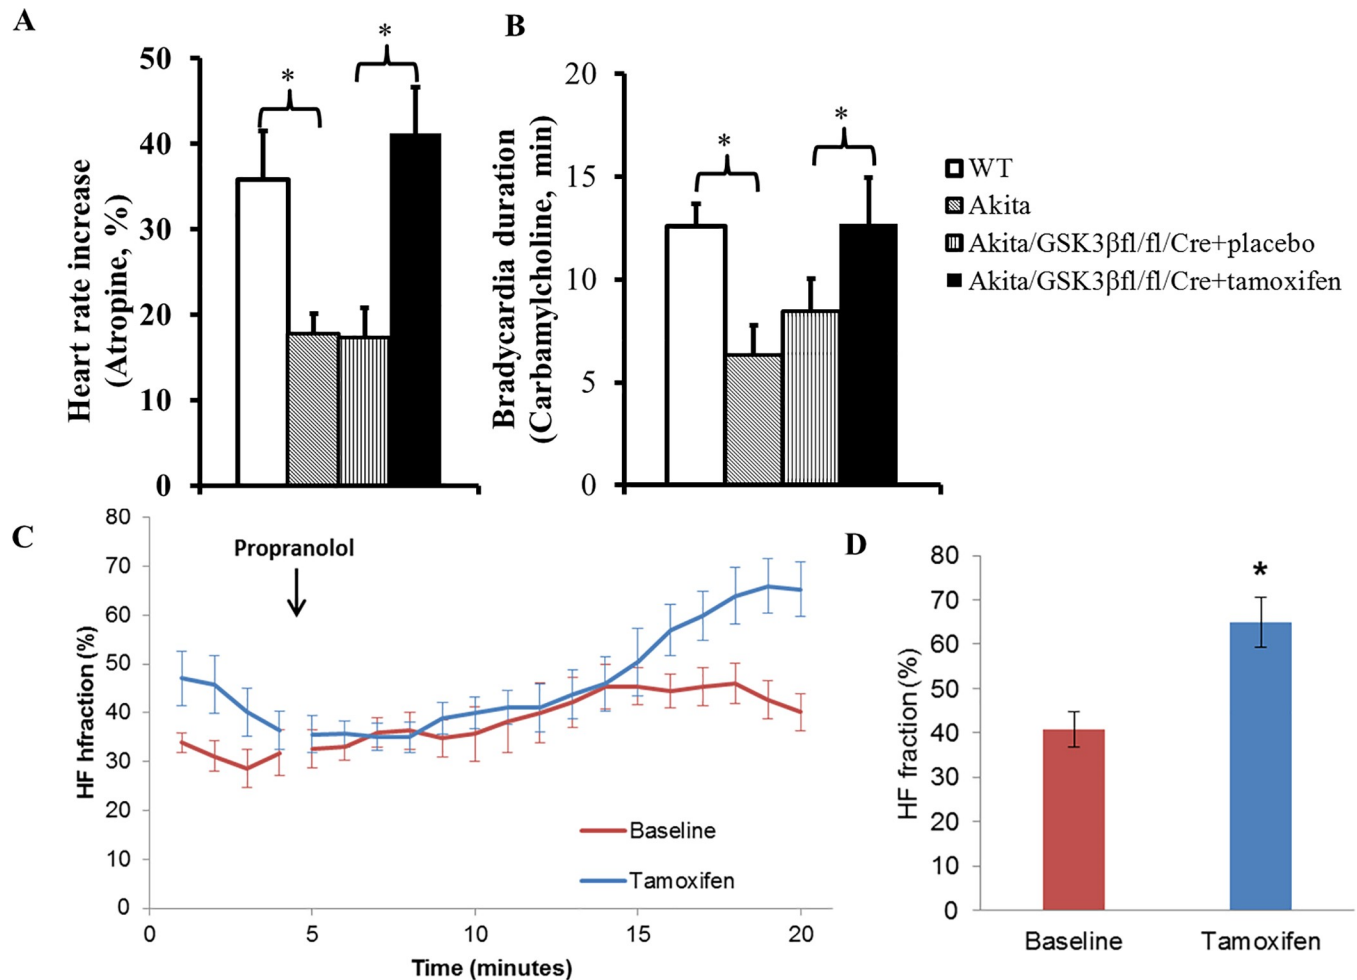 A
B
50
40
30
20
10
0
Heart rate increase
(Atropine, %)
*
*
20
15
10
5
0
Bradycardia duration
(Carbamylcholine, min)
*
*
WT
Akita
Akita/GSK3βfl/fl/Cre+placebo
Akita/GSK3βfl/fl/Cre+tamoxifen
C
80
70
60
50
40
30
20
10
0
HF hfraction (%)
Propranolol
Baseline
Tamoxifen
0
5
10
15
20
Time (minutes)
D
80
70
60
50
40
30
20
10
0
HF fraction (%)
*
Baseline
Tamoxifen